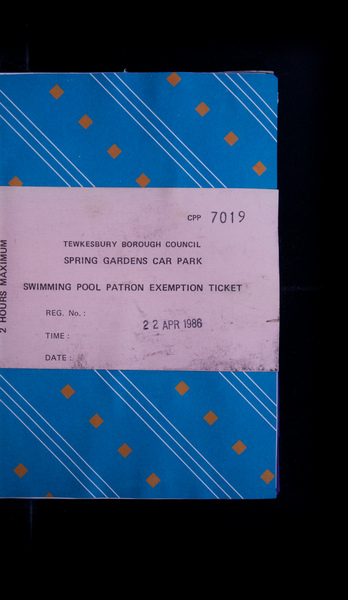 CPP 7019
TEWKESBURY BOROUGH COUNCIL
SPRING GARDENS CAR PARK
SWIMMING POOL PATRON EXEMPTION TICKET
REG. No. :
22 APR 1986
TIME :
DATE :
2 HOURS MAXIMUM